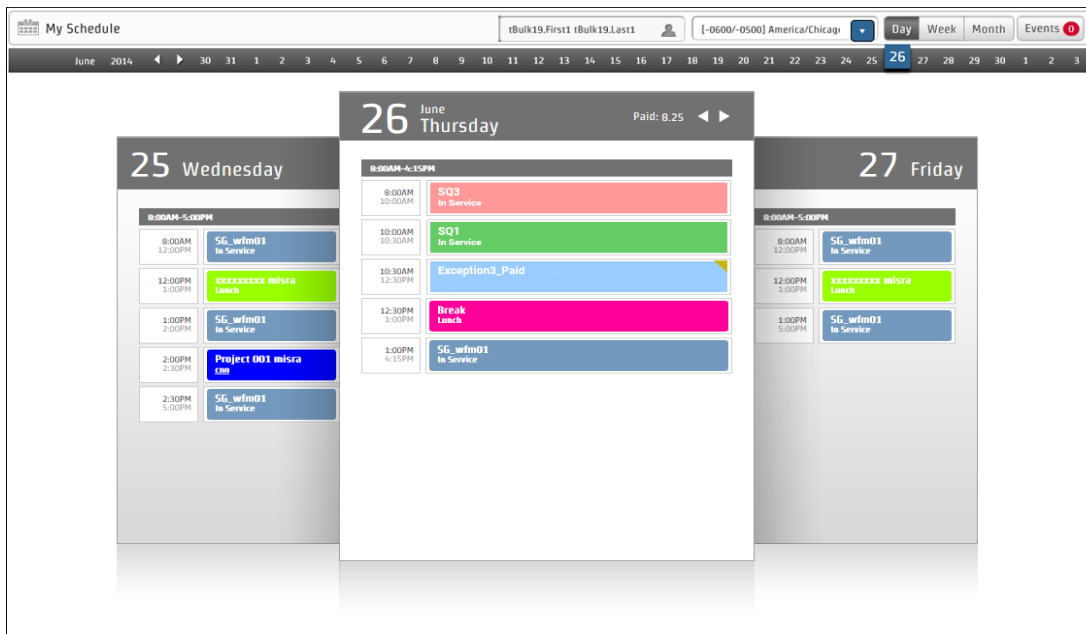 My Schedule
tBulk19.First1 tBulk19.Last1
[-0600/-0500] America/Chicag
Day Week Month
Events 0
June 2014 30 31 1 2 3 4 5 6 7 8 9 10 11 12 13 14 15 16 17 18 19 20 21 22 23 24 25 26 27 28 29 30 1 2 3
25 Wednesday
8:00AM-5:00PM
8:00AM
12:00PM
SG_wfm01
In Service
12:00PM
1:00PM
xxxxxxxxx misra
Lunch
1:00PM
2:00PM
SG_wfm01
In Service
2:00PM
2:30PM
Project 001 misra
cnn
2:30PM
5:00PM
SG_wfm01
In Service
26 June
Thursday
Paid: 8.25
8:00AM-4:15PM
8:00AM
10:00AM
SQ3
In Service
10:00AM
10:30AM
SQ1
In Service
10:30AM
12:30PM
Exception3_Paid
12:30PM
1:00PM
Break
Lunch
1:00PM
4:15PM
SG_wfm01
In Service
27 Friday
8:00AM-5:00PM
8:00AM
12:00PM
SG_wfm01
In Service
12:00PM
1:00PM
xxxxxxxxx misra
Lunch
1:00PM
5:00PM
SG_wfm01
In Service